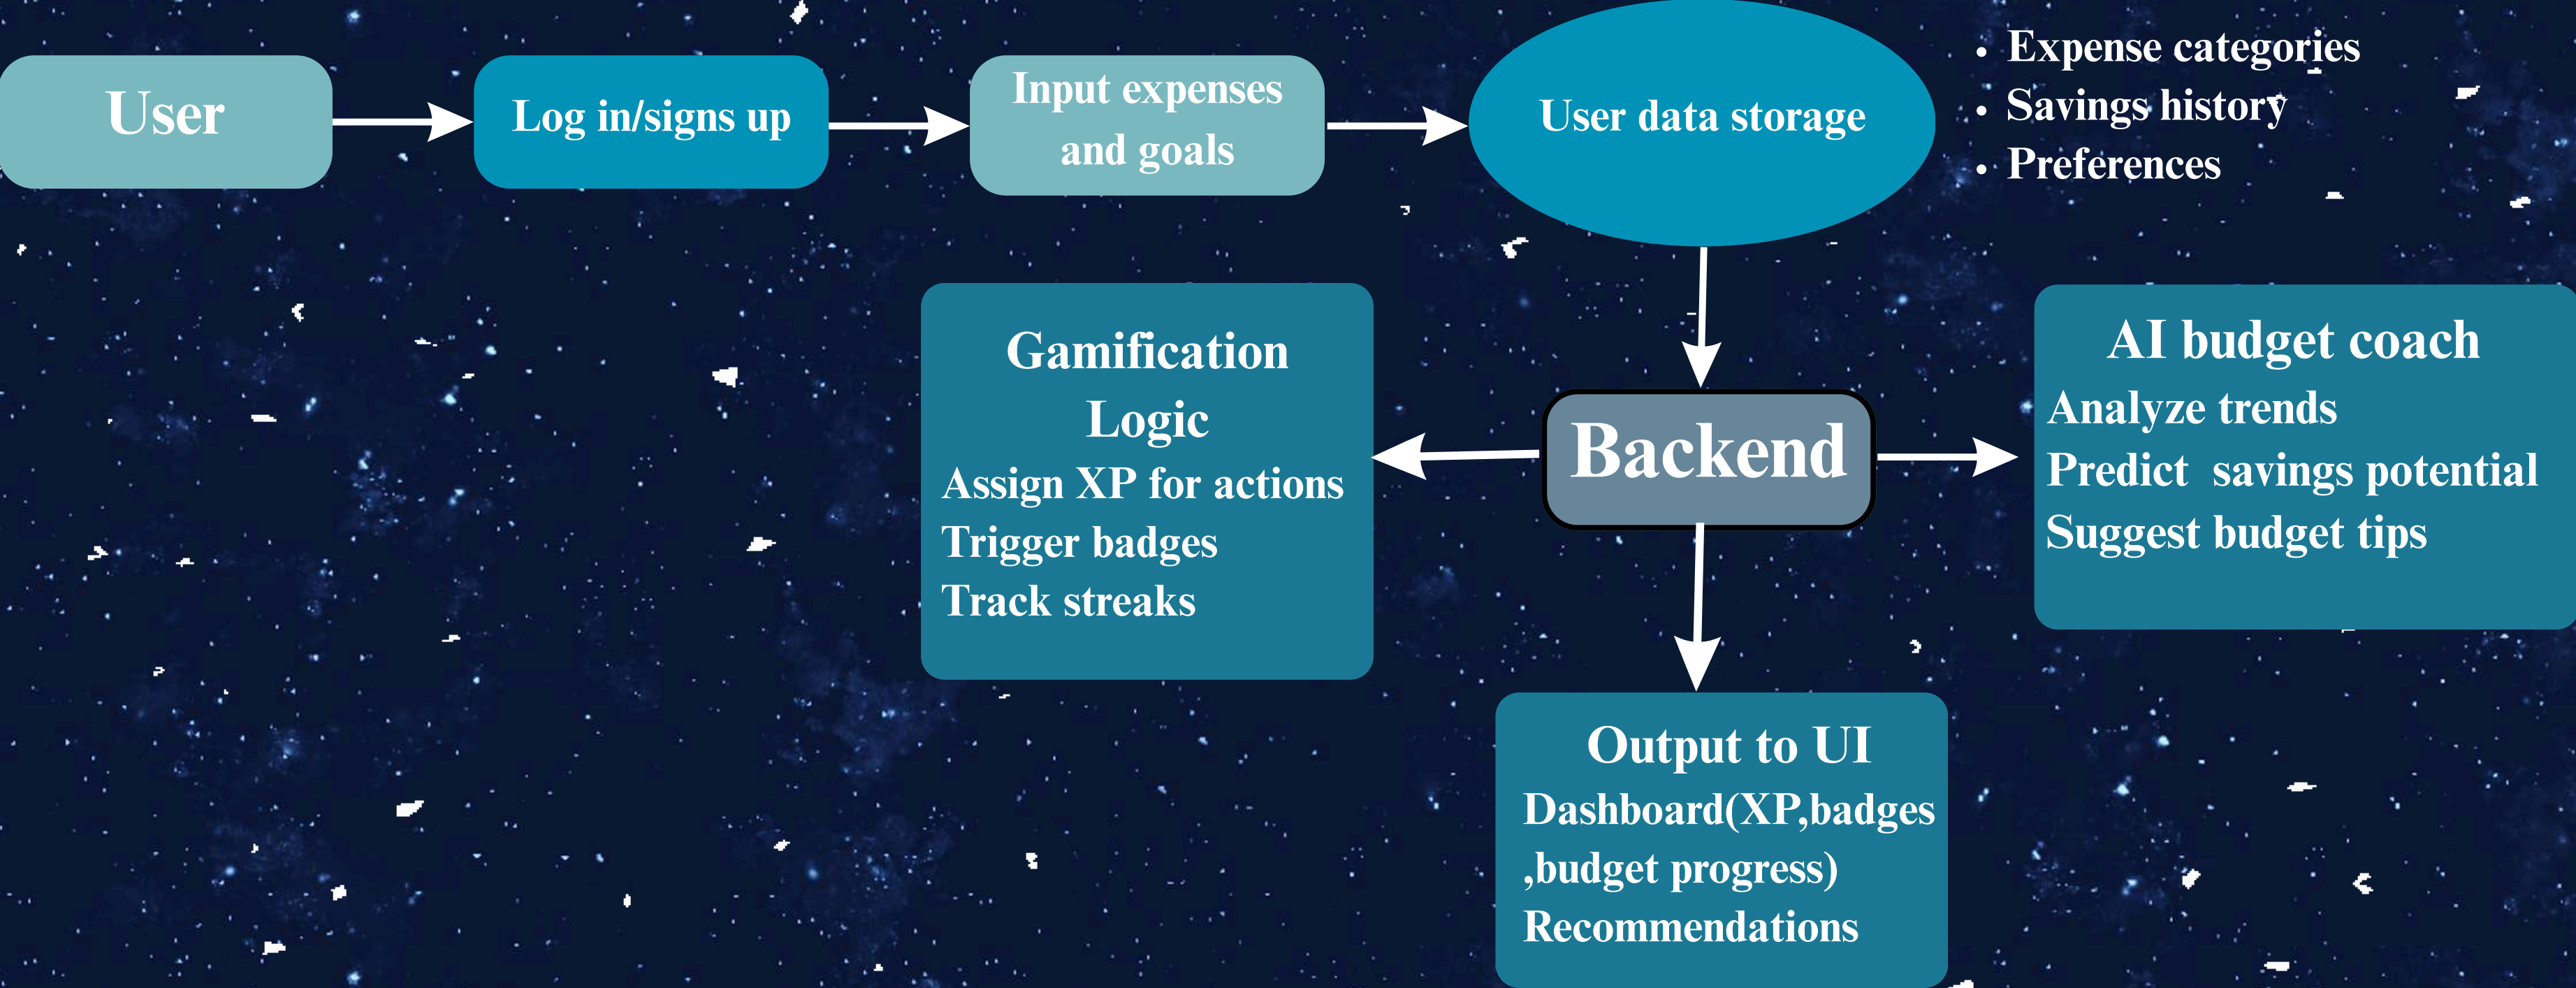 User
Log in/signs up
Input expenses
and goals
User data storage
• Expense categories
• Savings history
• Preferences
Gamification
Logic
Assign XP for actions
Trigger badges
Track streaks
Backend
AI budget coach
Analyze trends
Predict  savings potential
Suggest budget tips
Output to UI
Dashboard(XP,badges
,budget progress)
Recommendations